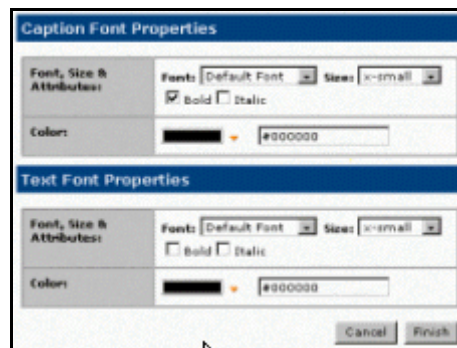 Caption Font Properties
Font, Size & Attributes:
Font: Default Font Size: x-small
Bold Italic
Color:
#000000
Text Font Properties
Font, Size & Attributes:
Font: Default Font Size: x-small
Bold Italic
Color:
#000000
Cancel Finish